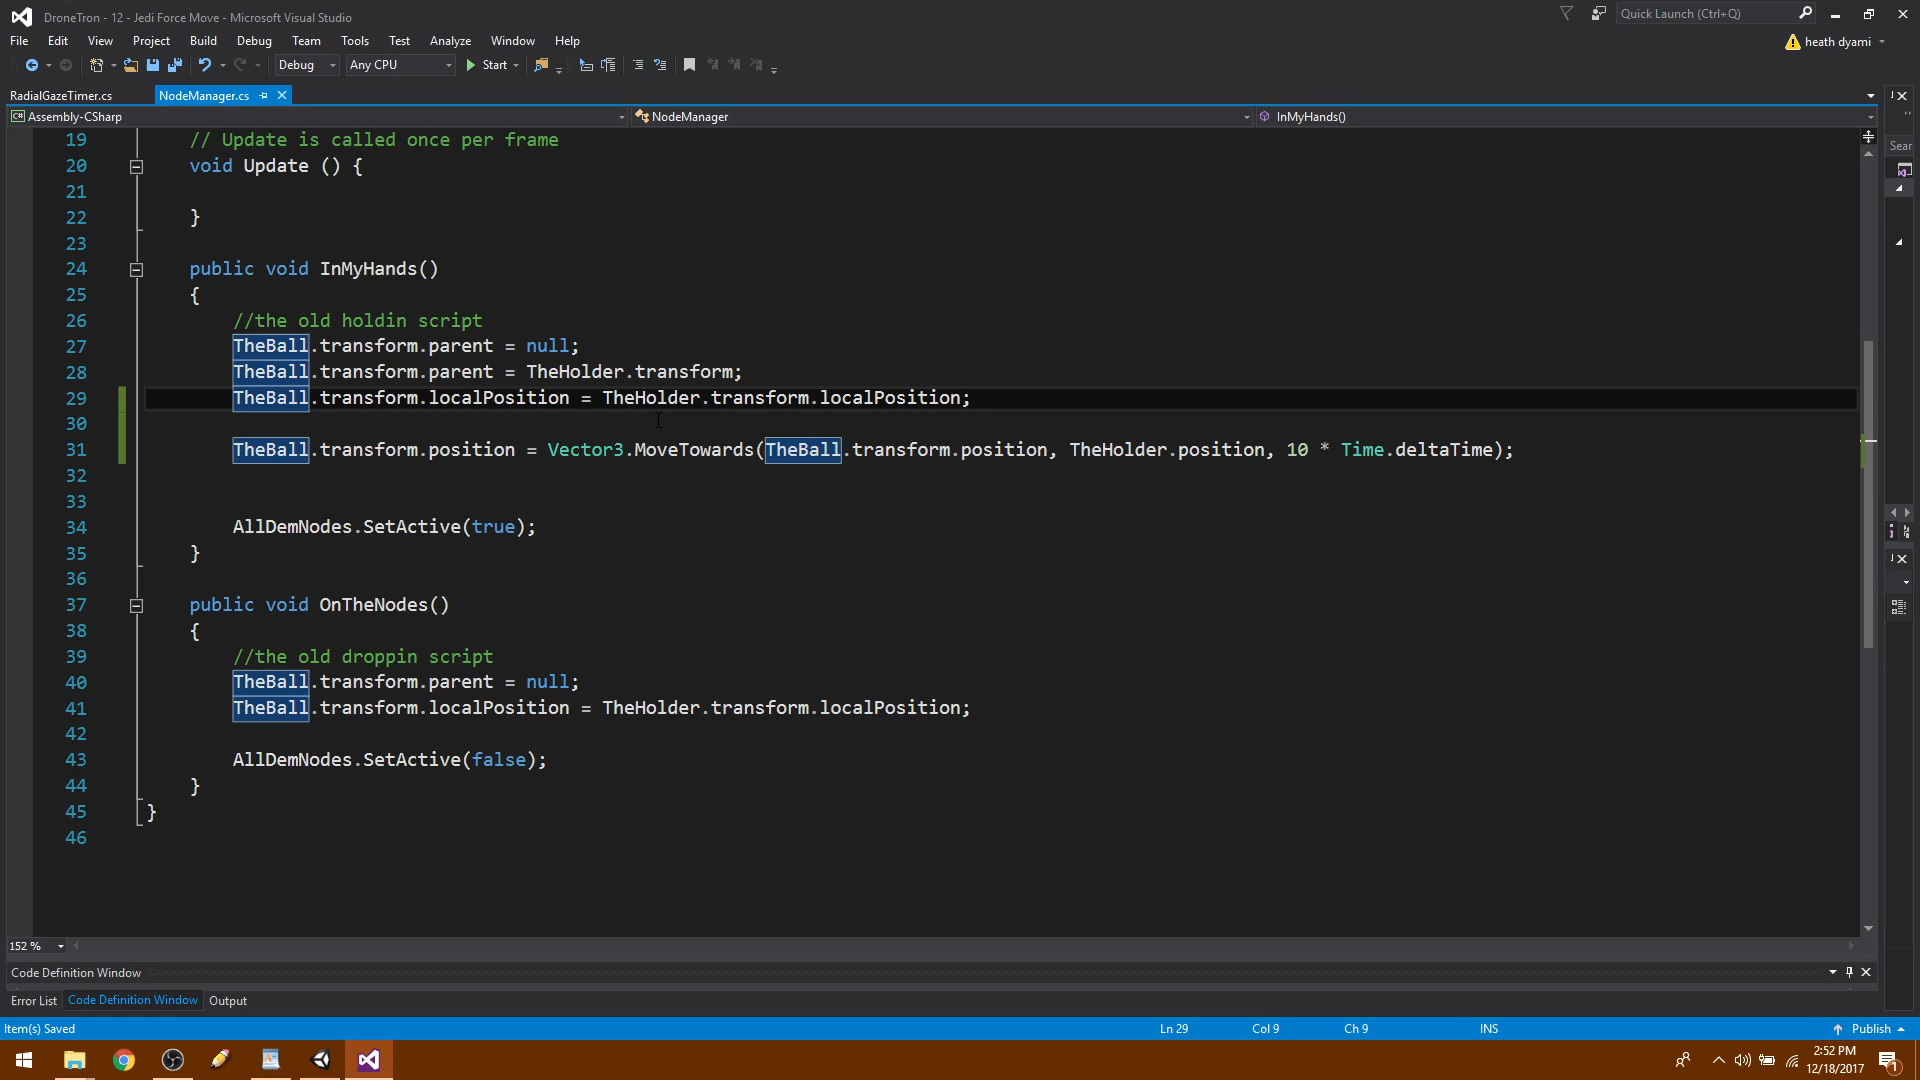 DroneTron - 12 - Jedi Force Move - Microsoft Visual Studio
Quick Launch (Ctrl+Q)
File Edit View Project Build Debug Team Tools Test Analyze Window Help
heath dyami
Debug Any CPU Start
RadialGazeTimer.cs NodeManager.cs
Assembly-CSharp NodeManager InMyHands()
19 // Update is called once per frame
20 void Update () {
21
22 }
23
24 public void InMyHands()
25 {
26 //the old holdin script
27 TheBall.transform.parent = null;
28 TheBall.transform.parent = TheHolder.transform;
29 TheBall.transform.localPosition = TheHolder.transform.localPosition;
30
31 TheBall.transform.position = Vector3.MoveTowards(TheBall.transform.position, TheHolder.position, 10 * Time.deltaTime);
32
33
34 AllDemNodes.SetActive(true);
35 }
36
37 public void OnTheNodes()
38 {
39 //the old droppin script
40 TheBall.transform.parent = null;
41 TheBall.transform.localPosition = TheHolder.transform.localPosition;
42
43 AllDemNodes.SetActive(false);
44 }
45 }
46
Sear
152 %
Code Definition Window
Error List Code Definition Window Output
Item(s) Saved Ln 29 Col 9 Ch 9 INS Publish
2:52 PM
12/18/2017
1